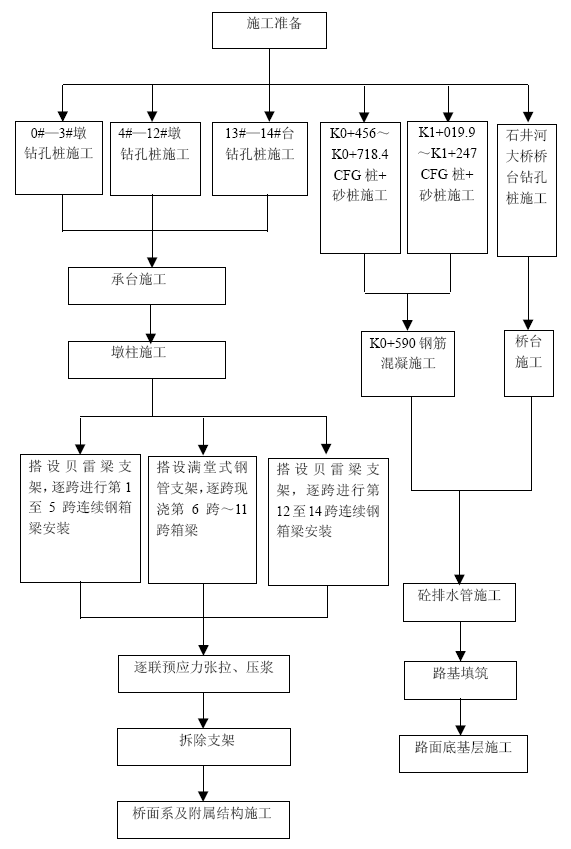 施工准备
0#—3#墩
钻孔桩施工
4#—12#墩
钻孔桩施工
13#—14#台
钻孔桩施工
K0+456～
K0+718.4
CFG 桩+
砂桩施工
K1+019.9
～K1+247
CFG 桩+
砂桩施工
石井河
大桥桥
台钻孔
桩施工
承台施工
墩柱施工
K0+590 钢筋
混凝施工
桥台
施工
搭设贝雷梁支
架,逐跨进行第 1
至 5 跨连续钢箱
梁安装
搭设满堂式钢
管支架,逐跨现
浇第 6 跨～11
跨箱梁
搭设贝雷梁支
架，逐跨进行第
12 至 14 跨连续钢
箱梁安装
砼排水管施工
逐联预应力张拉、压浆
路基填筑
拆除支架
路面底基层施工
桥面系及附属结构施工